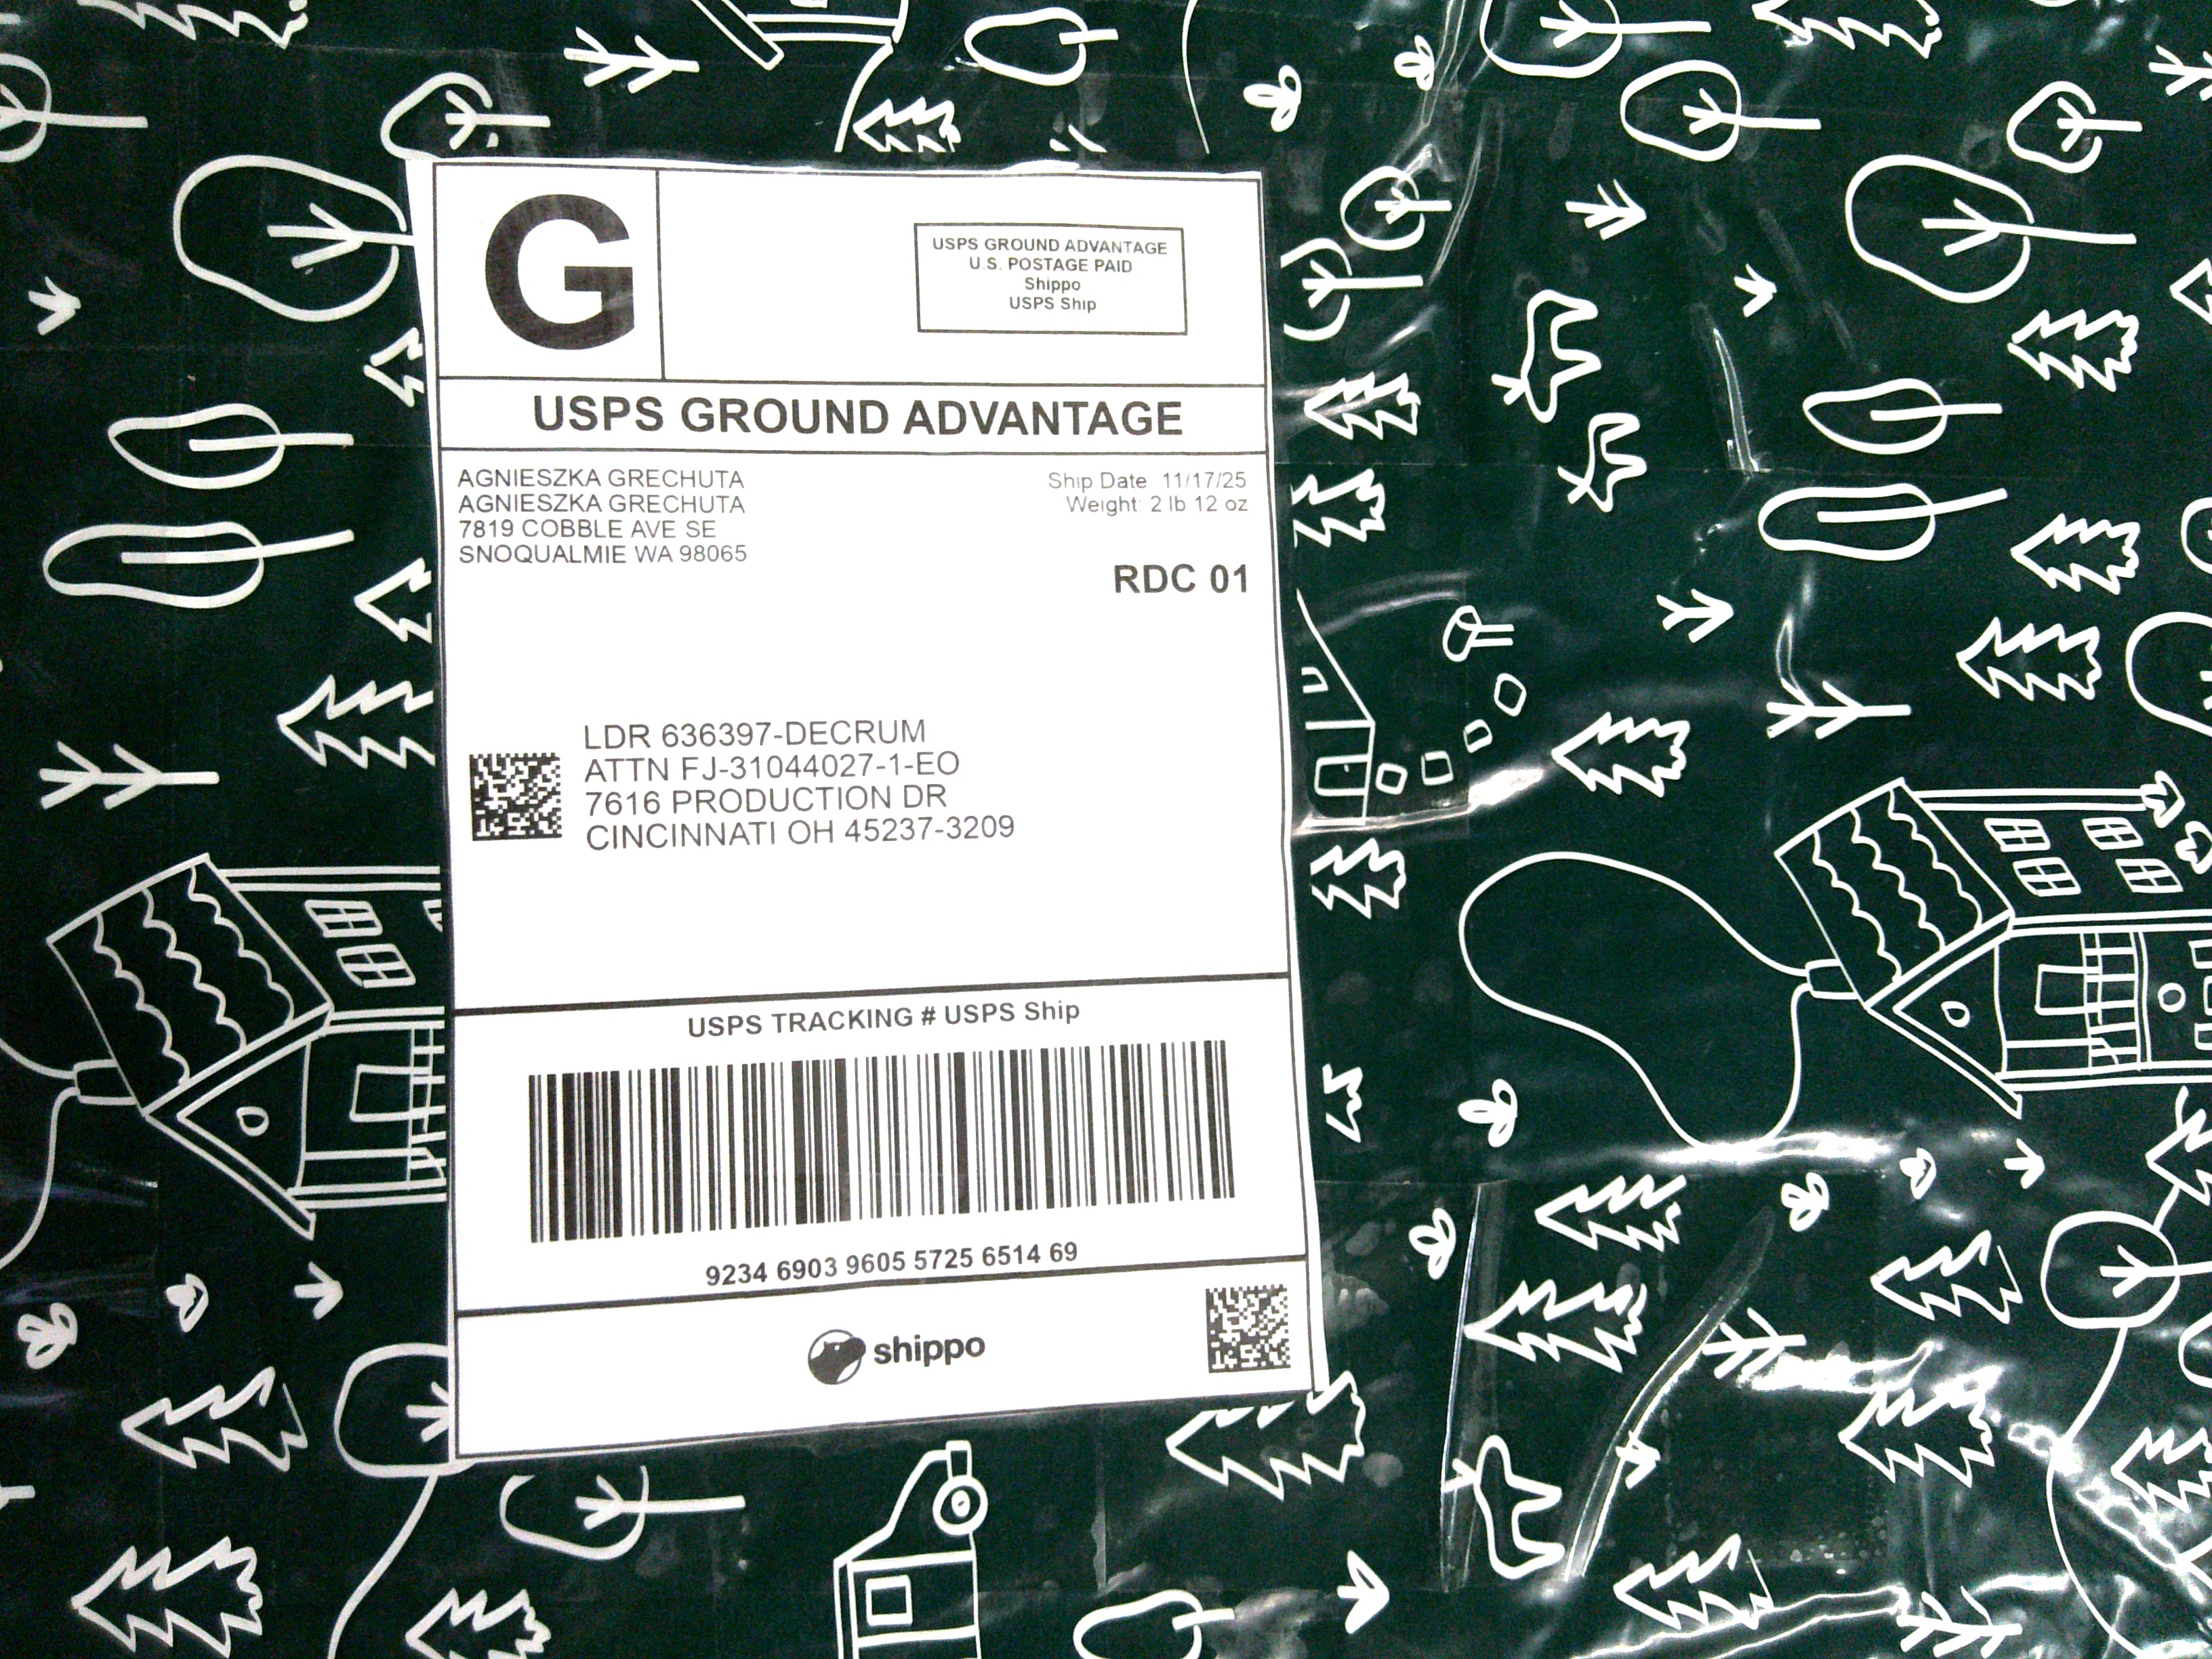 G
USPS GROUND ADVANTAGE
U.S. POSTAGE PAID
Shippo
USPS Ship
USPS GROUND ADVANTAGE
AGNIESZKA GRECHUTA
AGNIESZKA GRECHUTA
7819 COBBLE AVE SE
SNOQUALMIE WA 98065
Ship Date 11/17/25
Weight: 2 lb 12 oz
RDC 01
LDR 636397-DECRUM
ATTN FJ-31044027-1-EO
7616 PRODUCTION DR
CINCINNATI OH 45237-3209
USPS TRACKING # USPS Ship
9234 6903 9605 5725 6514 69
shippo